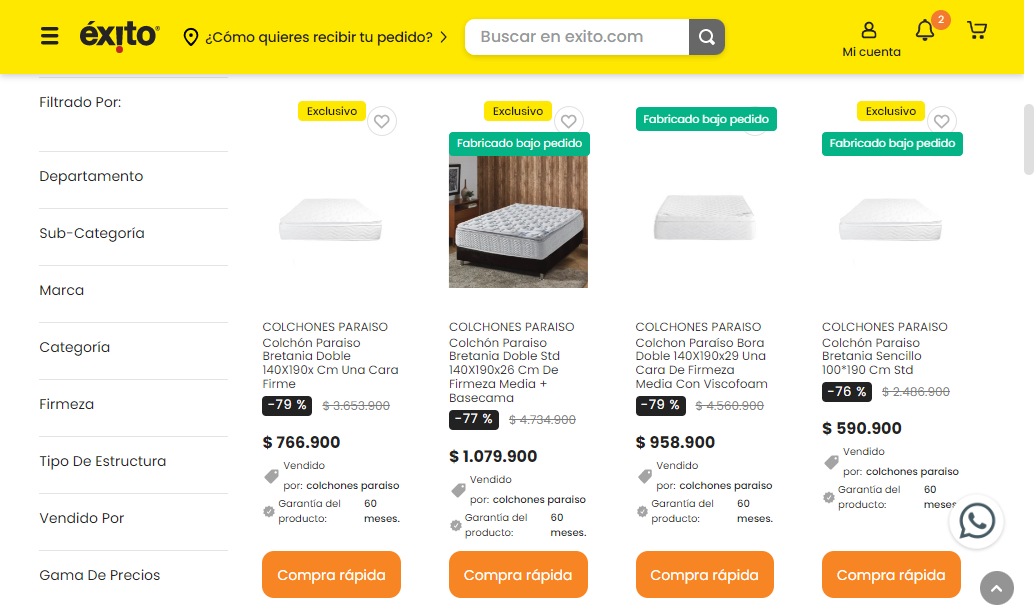 éxito
¿Cómo quieres recibir tu pedido?
Buscar en exito.com
Mi cuenta
2
Filtrado Por:
Departamento
Sub-Categoría
Marca
Categoría
Firmeza
Tipo De Estructura
Vendido Por
Gama De Precios
Exclusivo
COLCHONES PARAISO
Colchón Paraiso
Bretania Doble
140X190x Cm Una Cara
Firme
-79 % $ 3.653.900
$ 766.900
Vendido
por: colchones paraiso
Garantía del 60
producto: meses.
Compra rápida
Exclusivo
Fabricado bajo pedido
COLCHONES PARAISO
Colchón Paraiso
Bretania Doble Std
140X190x26 Cm De
Firmeza Media +
Basecama
-77 % $ 4.734.900
$ 1.079.900
Vendido
por: colchones paraiso
Garantía del 60
producto: meses.
Compra rápida
Fabricado bajo pedido
COLCHONES PARAISO
Colchon Paraíso Bora
Doble 140X190x29 Una
Cara De Firmeza
Media Con Viscofoam
-79 % $ 4.560.900
$ 958.900
Vendido
por: colchones paraiso
Garantía del 60
producto: meses.
Compra rápida
Exclusivo
Fabricado bajo pedido
COLCHONES PARAISO
Colchón Paraiso
Bretania Sencillo
100*190 Cm Std
-76 % $ 2.486.900
$ 590.900
Vendido
por: colchones paraiso
Garantía del 60
producto: meses.
Compra rápida